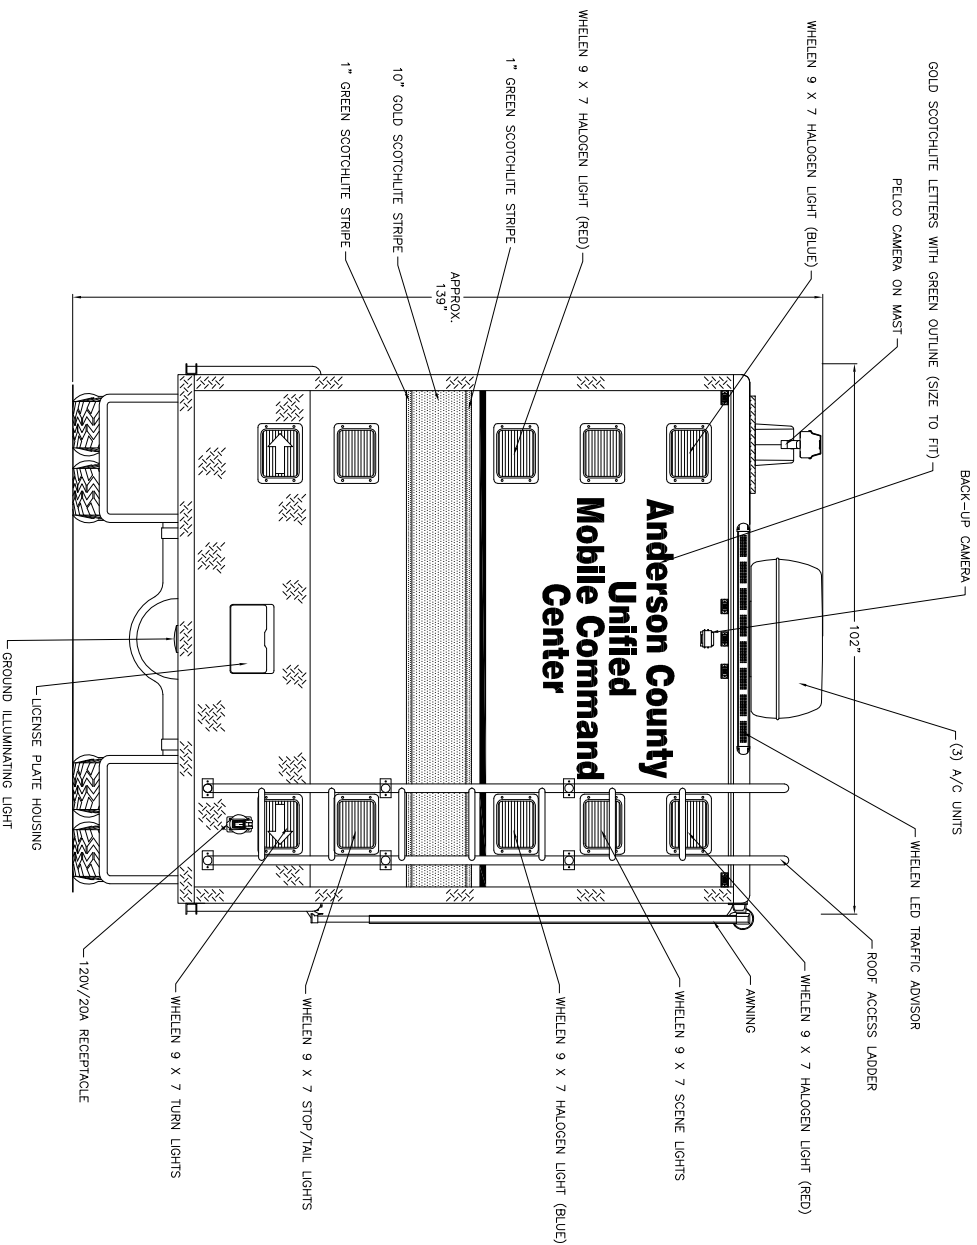 BACK-UP CAMERA
GOLD SCOTCHLITE LETTERS WITH GREEN OUTLINE (SIZE TO FIT)
PELCO CAMERA ON MAST
WHELEN 9 X 7 HALOGEN LIGHT (BLUE)
WHELEN 9 X 7 HALOGEN LIGHT (RED)
1" GREEN SCOTCHLITE STRIPE
10" GOLD SCOTCHLITE STRIPE
1" GREEN SCOTCHLITE STRIPE
APPROX.
139"
102"
Anderson County
Unified
Mobile Command
Center
(3) A/C UNITS
WHELEN LED TRAFFIC ADVISOR
ROOF ACCESS LADDER
WHELEN 9 X 7 HALOGEN LIGHT (RED)
AWNING
WHELEN 9 X 7 SCENE LIGHTS
WHELEN 9 X 7 HALOGEN LIGHT (BLUE)
WHELEN 9 X 7 STOP/TAIL LIGHTS
WHELEN 9 X 7 TURN LIGHTS
120V/20A RECEPTACLE
LICENSE PLATE HOUSING
GROUND ILLUMINATING LIGHT